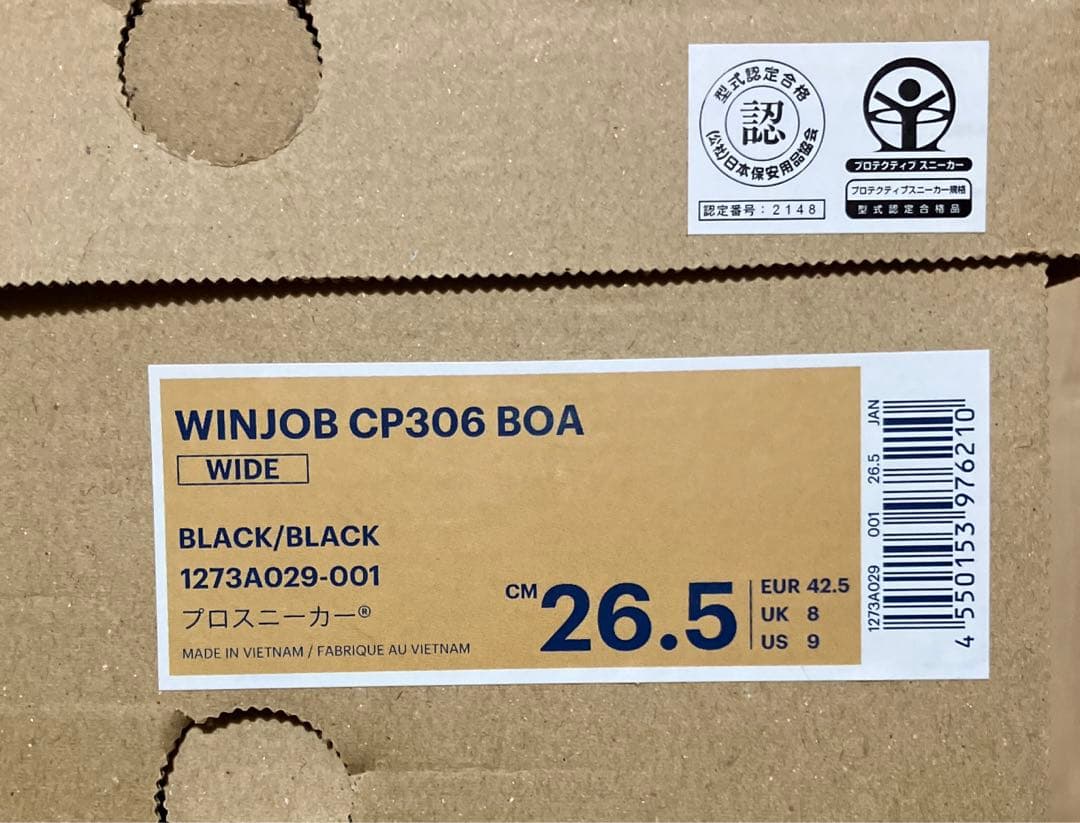 型式認定合格
認
(公社)日本保安用品協会
認定番号：2148
プロテクティブ スニーカー
プロテクティブスニーカー規格
型式認定合格品
WINJOB CP306 BOA
WIDE
BLACK/BLACK
1273A029-001
プロスニーカー®
MADE IN VIETNAM / FABRIQUE AU VIETNAM
CM 26.5
EUR 42.5
UK 8
US 9
1273A029 001 26.5 JAN
4 550153 976210